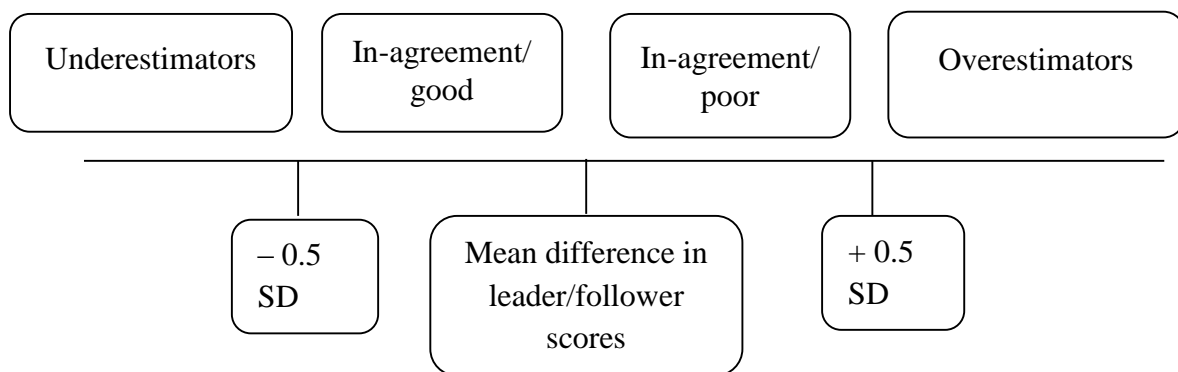 Underestimators
In-agreement/
good
In-agreement/
poor
Overestimators
– 0.5
SD
Mean difference in
leader/follower
scores
+ 0.5
SD